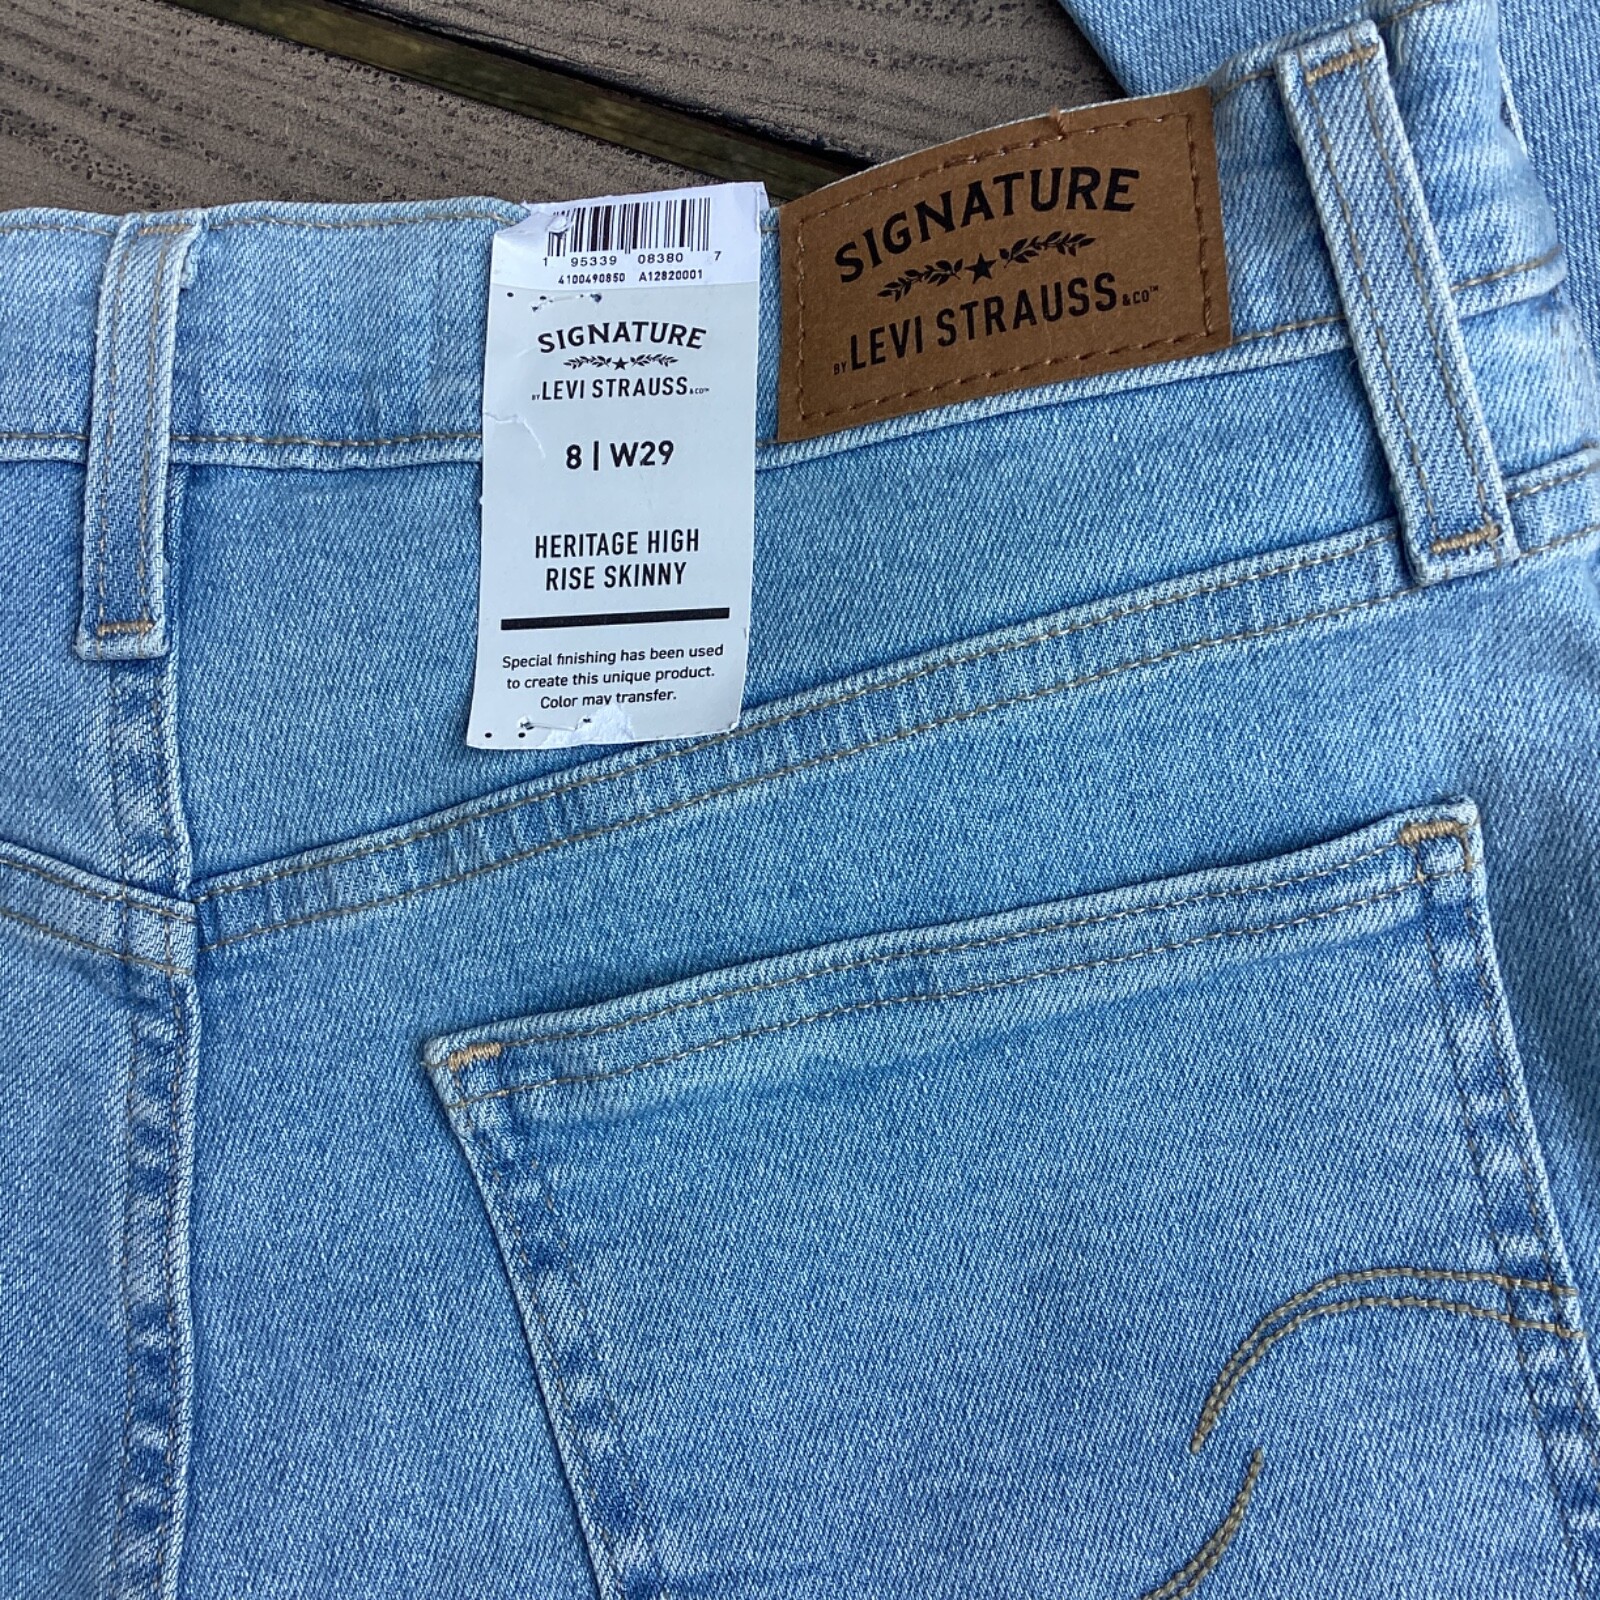 1 95339 08380 7
4100490850 A12820001
SIGNATURE
BY LEVI STRAUSS & CO™
8 | W29
HERITAGE HIGH
RISE SKINNY
Special finishing has been used
to create this unique product.
Color may transfer.
SIGNATURE
BY LEVI STRAUSS & CO™